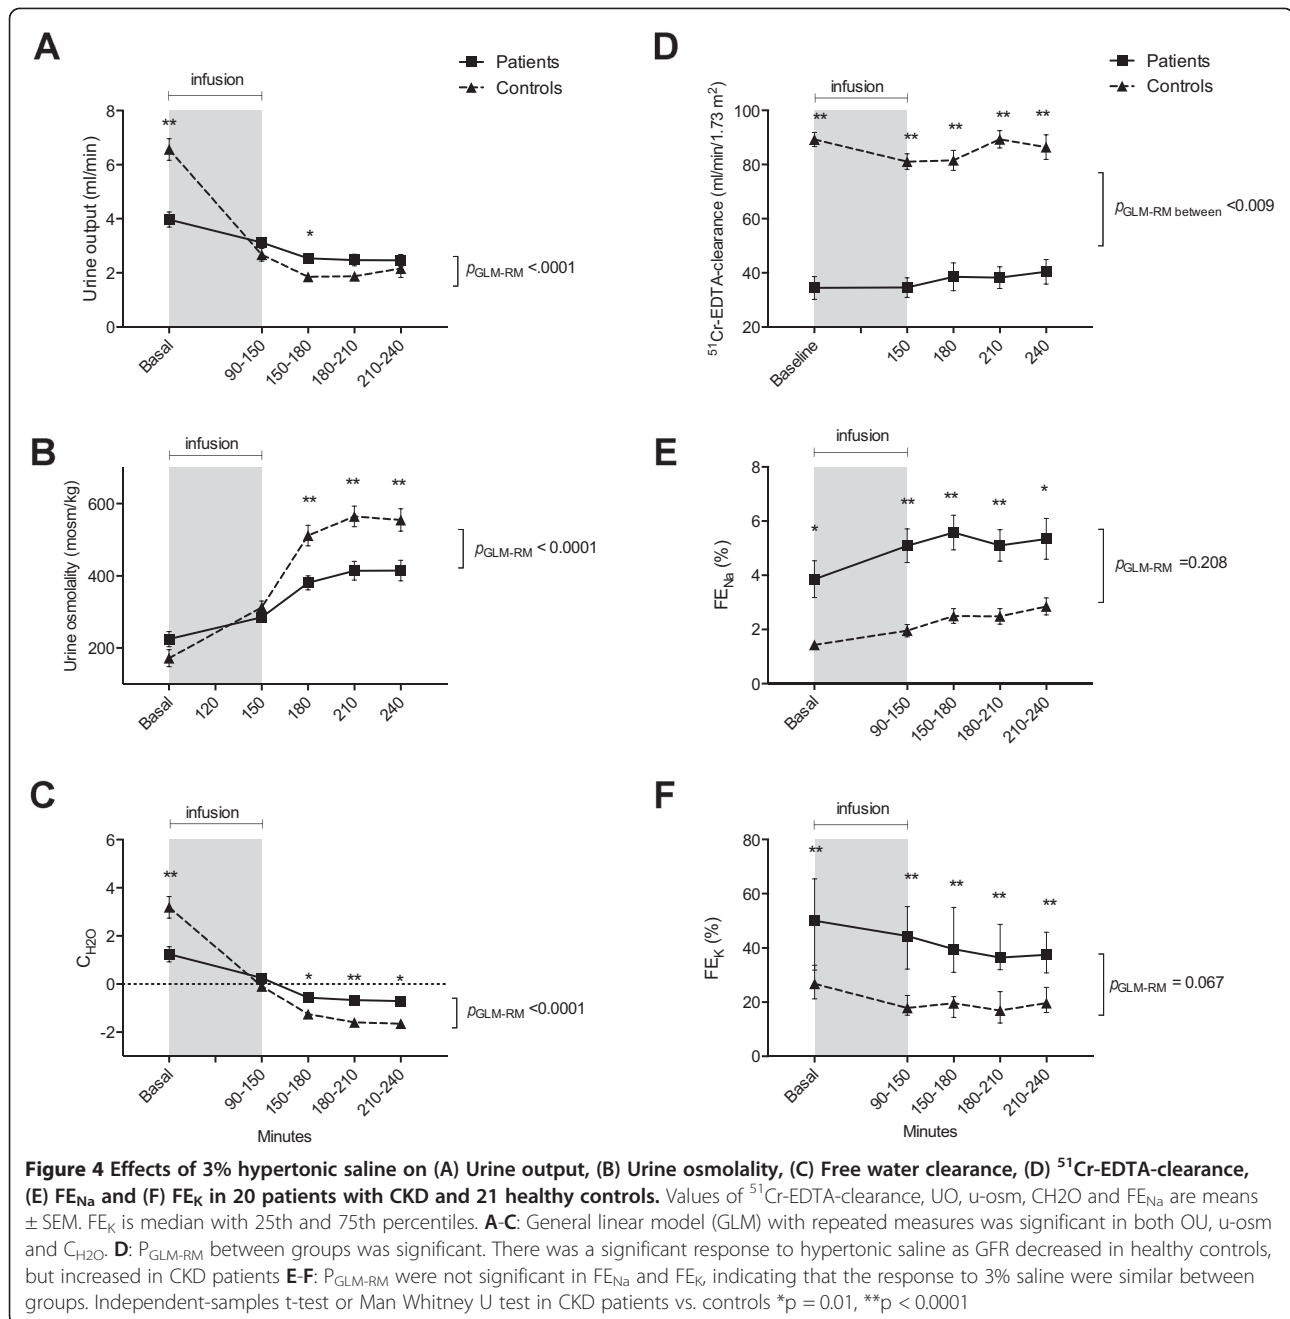 A
Patients
Controls
infusion
Urine output (ml/min)
8
6
4
2
0
**
*
pGLM-RM <.0001
Basal
90-150
150-180
180-210
210-240
D
Patients
Controls
infusion
51Cr-EDTA-clearance (ml/min/1.73 m2)
100
80
60
40
20
**
**
**
**
**
pGLM-RM between <0.009
Baseline
150
180
210
240
B
infusion
Urine osmolality (mosm/kg)
600
400
200
**
**
**
pGLM-RM < 0.0001
Basal
120
150
180
210
240
E
infusion
FENa (%)
8
6
4
2
0
*
**
**
**
*
pGLM-RM =0.208
Basal
90-150
150-180
180-210
210-240
C
infusion
CH2O
6
4
2
0
-2
**
*
**
*
pGLM-RM <0.0001
Basal
90-150
150-180
180-210
210-240
Minutes
F
infusion
FEK (%)
80
60
40
20
0
**
**
**
**
**
pGLM-RM = 0.067
Basal
90-150
150-180
180-210
210-240
Minutes
Figure 4 Effects of 3% hypertonic saline on (A) Urine output, (B) Urine osmolality, (C) Free water clearance, (D) 51Cr-EDTA-clearance,
(E) FENa and (F) FEK in 20 patients with CKD and 21 healthy controls. Values of 51Cr-EDTA-clearance, UO, u-osm, CH2O and FENa are means
± SEM. FEK is median with 25th and 75th percentiles. A-C: General linear model (GLM) with repeated measures was significant in both OU, u-osm
and CH2O. D: PGLM-RM between groups was significant. There was a significant response to hypertonic saline as GFR decreased in healthy controls,
but increased in CKD patients E-F: PGLM-RM were not significant in FENa and FEK, indicating that the response to 3% saline were similar between
groups. Independent-samples t-test or Man Whitney U test in CKD patients vs. controls *p = 0.01, **p < 0.0001